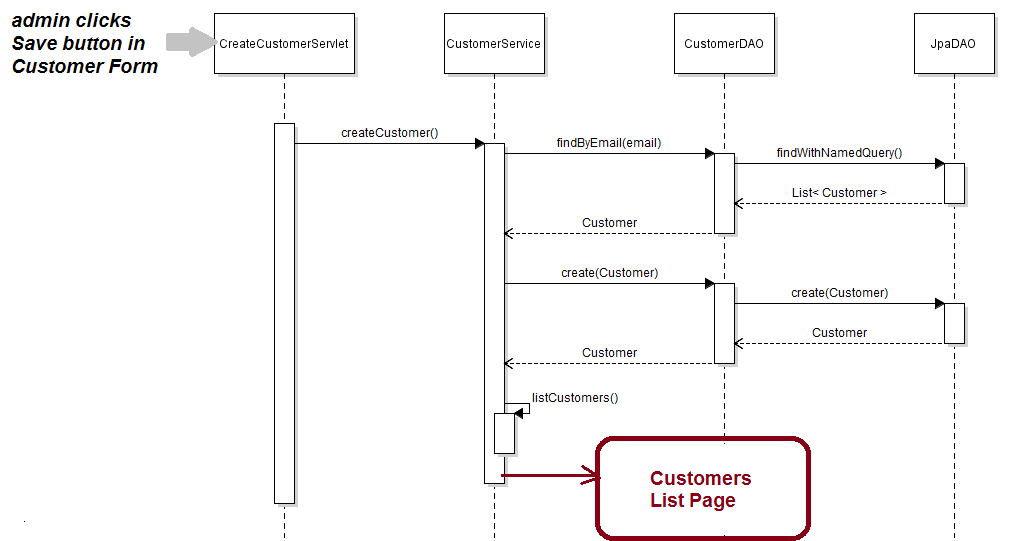 admin clicks
Save button in
Customer Form
CreateCustomerServlet
CustomerService
CustomerDAO
JpaDAO
createCustomer()
findByEmail(email)
findWithNamedQuery()
List< Customer >
Customer
create(Customer)
create(Customer)
Customer
Customer
listCustomers()
Customers
List Page